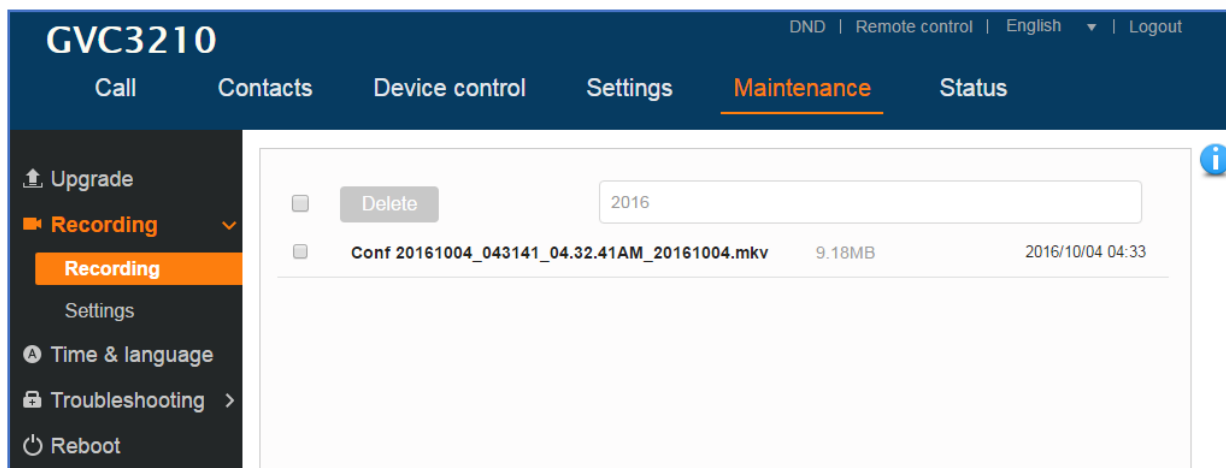 GVC3210
DND | Remote control | English | Logout
Call Contacts Device control Settings Maintenance Status
Upgrade
Recording
Recording
Settings
Time & language
Troubleshooting
Reboot
Delete 2016
Conf 20161004_043141_04.32.41AM_20161004.mkv 9.18MB 2016/10/04 04:33